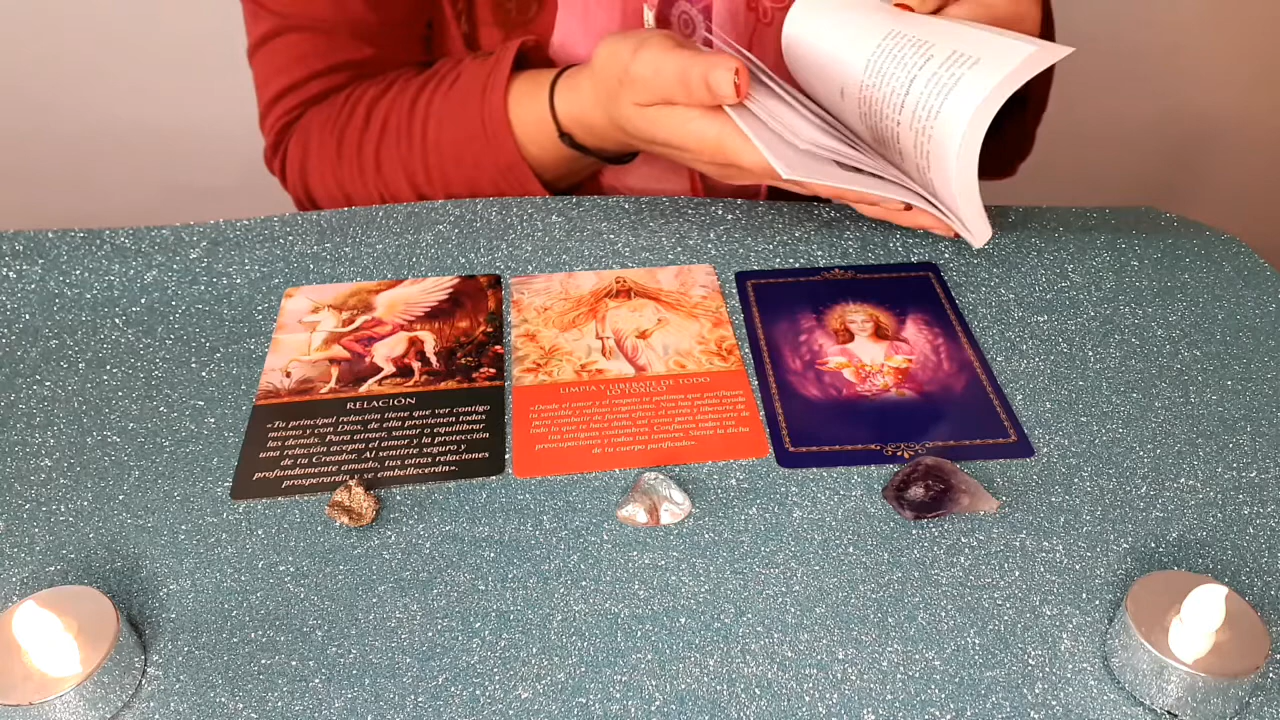 RELACIÓN
«Tu principal relación tiene que ver contigo
mismo y con Dios, de ella provienen todas
las demás. Para atraer, sanar o equilibrar
una relación acepta el amor y la protección
de tu Creador. Al sentirte seguro y
profundamente amado, tus otras relaciones
prosperarán y se embellecerán».
LIMPIA Y LIBÉRATE DE TODO
LO TÓXICO
«Desde el amor y el respeto te pedimos que purifiques
tu sensible y valioso organismo. Nos has pedido ayuda
para combatir de forma eficaz el estrés y liberarte de
todo lo que te hace daño, así como para deshacerte de
tus antiguas costumbres. Confíanos todas tus
preocupaciones y todos tus temores. Siente la dicha
de tu cuerpo purificado».